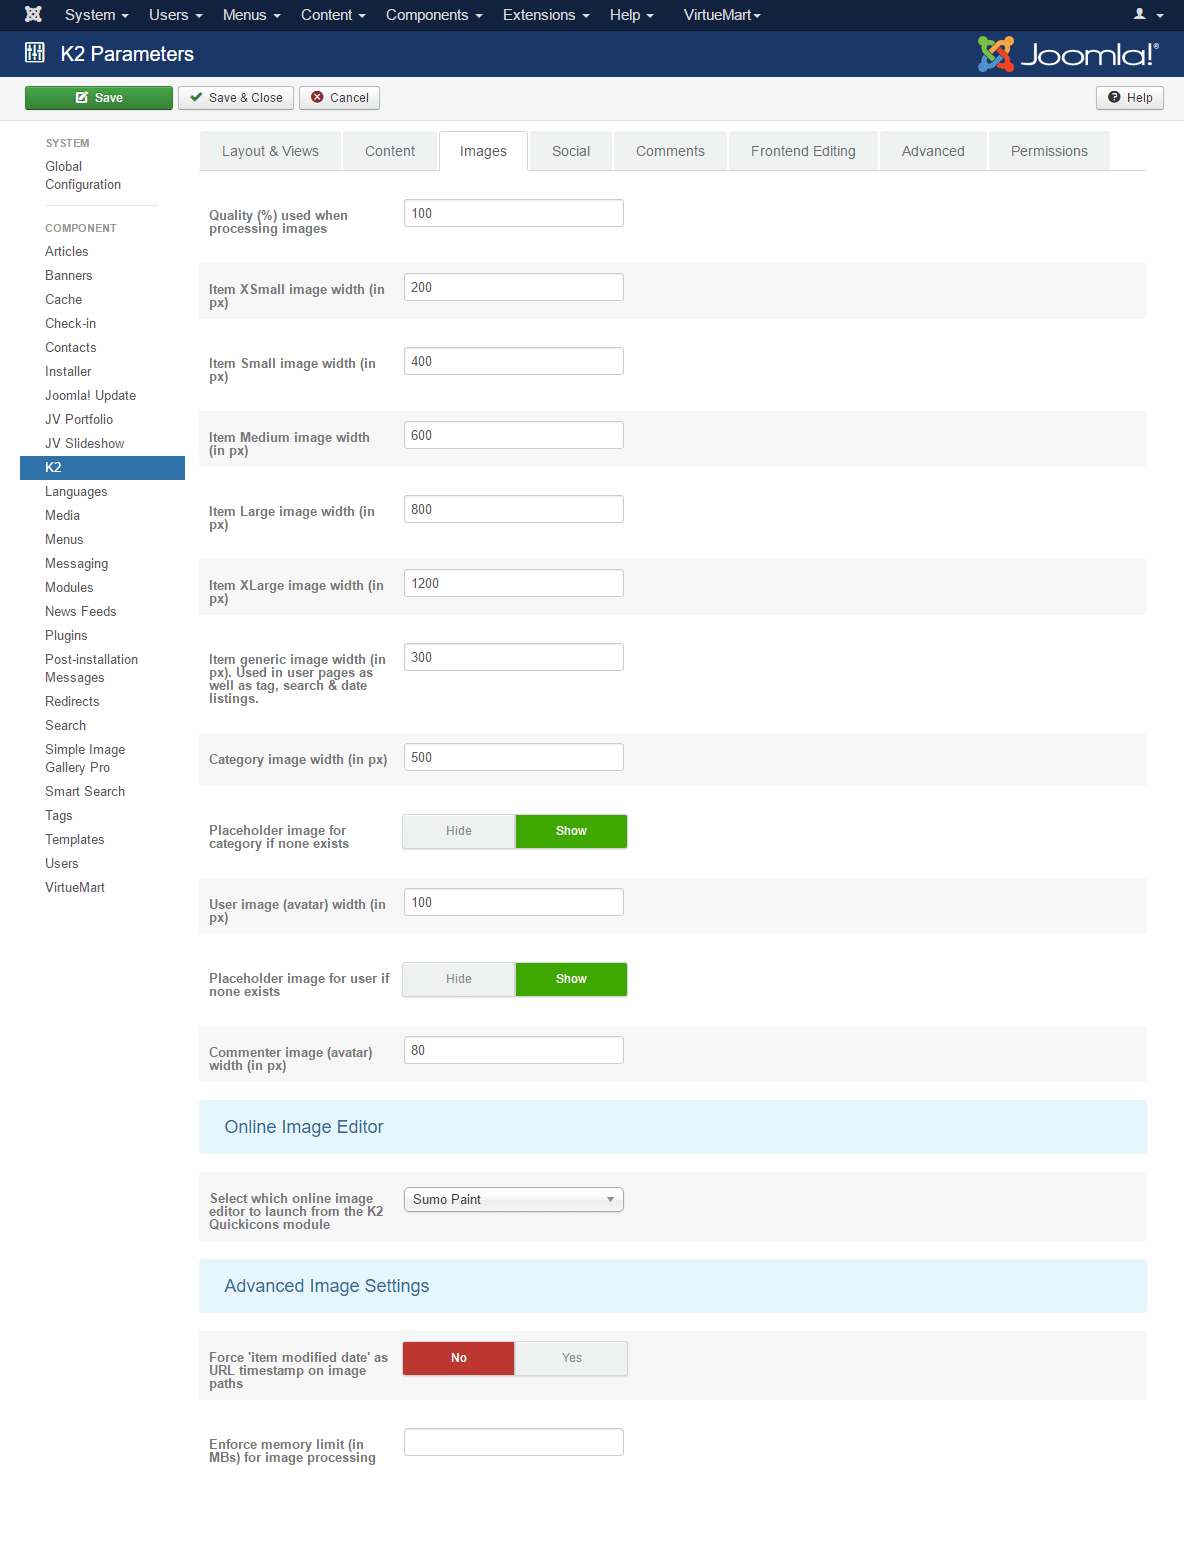 System Users Menus Content Components Extensions Help VirtueMart
K2 Parameters
Joomla!®
Save Save & Close Cancel Help
SYSTEM
Global
Configuration
COMPONENT
Articles
Banners
Cache
Check-in
Contacts
Installer
Joomla! Update
JV Portfolio
JV Slideshow
K2
Languages
Media
Menus
Messaging
Modules
News Feeds
Plugins
Post-installation
Messages
Redirects
Search
Simple Image
Gallery Pro
Smart Search
Tags
Templates
Users
VirtueMart
Layout & Views Content Images Social Comments Frontend Editing Advanced Permissions
Quality (%) used when
processing images
100
Item XSmall image width (in
px)
200
Item Small image width (in
px)
400
Item Medium image width
(in px)
600
Item Large image width (in
px)
800
Item XLarge image width (in
px)
1200
Item generic image width (in
px). Used in user pages as
well as tag, search & date
listings.
300
Category image width (in px)
500
Placeholder image for
category if none exists
Hide Show
User image (avatar) width (in
px)
100
Placeholder image for user if
none exists
Hide Show
Commenter image (avatar)
width (in px)
80
Online Image Editor
Select which online image
editor to launch from the K2
Quickicons module
Sumo Paint
Advanced Image Settings
Force 'item modified date' as
URL timestamp on image
paths
No Yes
Enforce memory limit (in
MBs) for image processing